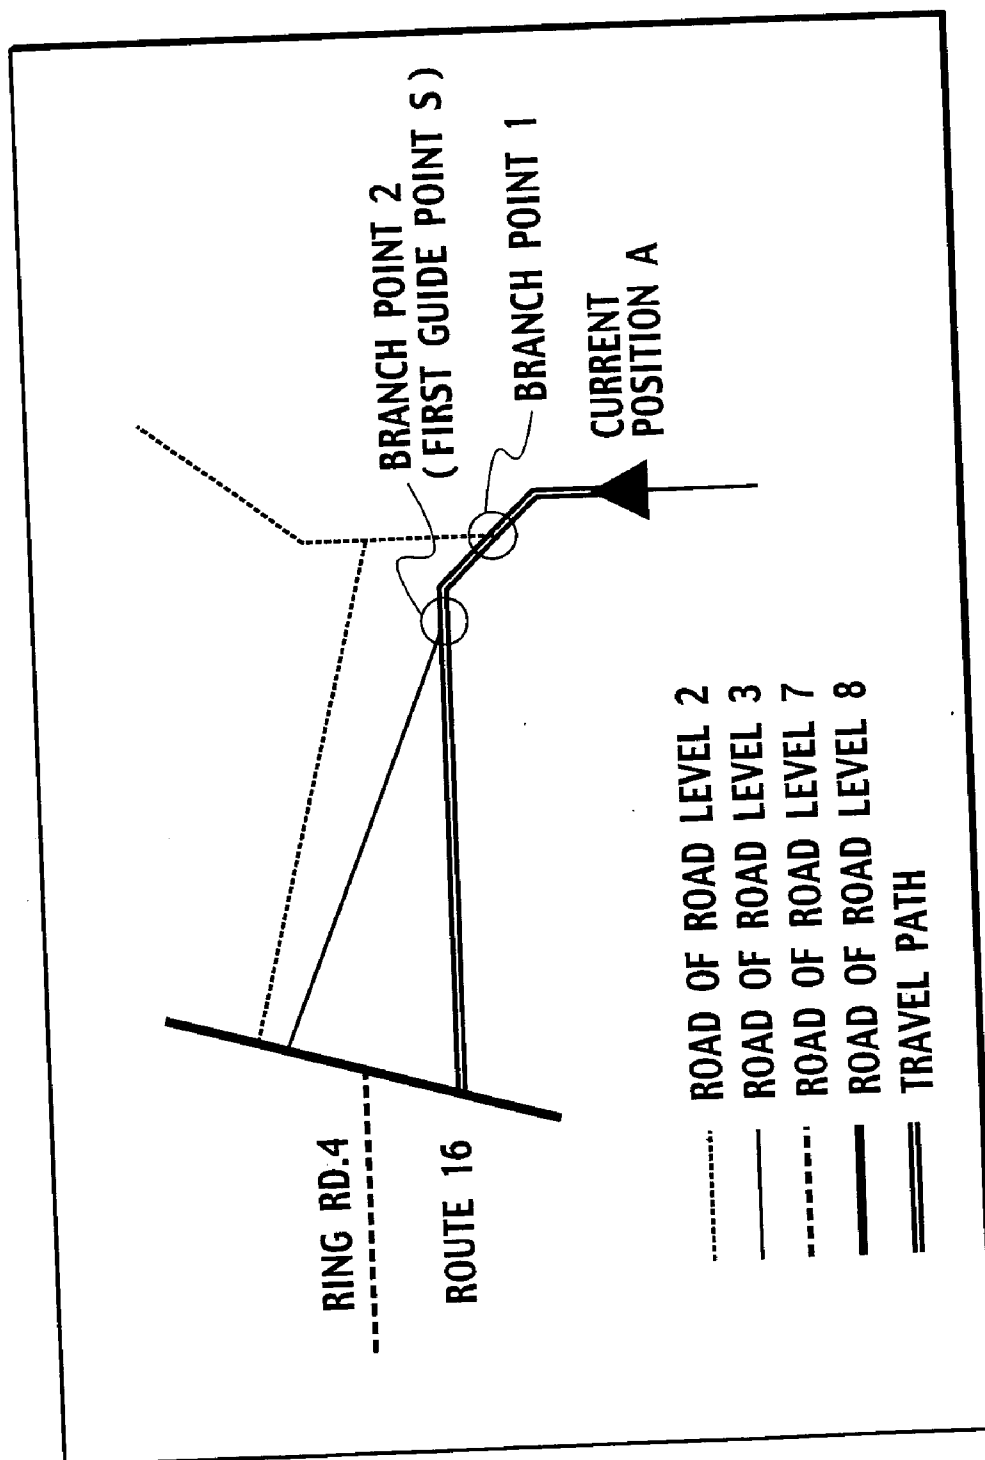 BRANCH POINT 2
(FIRST GUIDE POINT S)
BRANCH POINT 1
CURRENT
POSITION A
RING RD.4
ROUTE 16
ROAD OF ROAD LEVEL 2
ROAD OF ROAD LEVEL 3
ROAD OF ROAD LEVEL 7
ROAD OF ROAD LEVEL 8
TRAVEL PATH